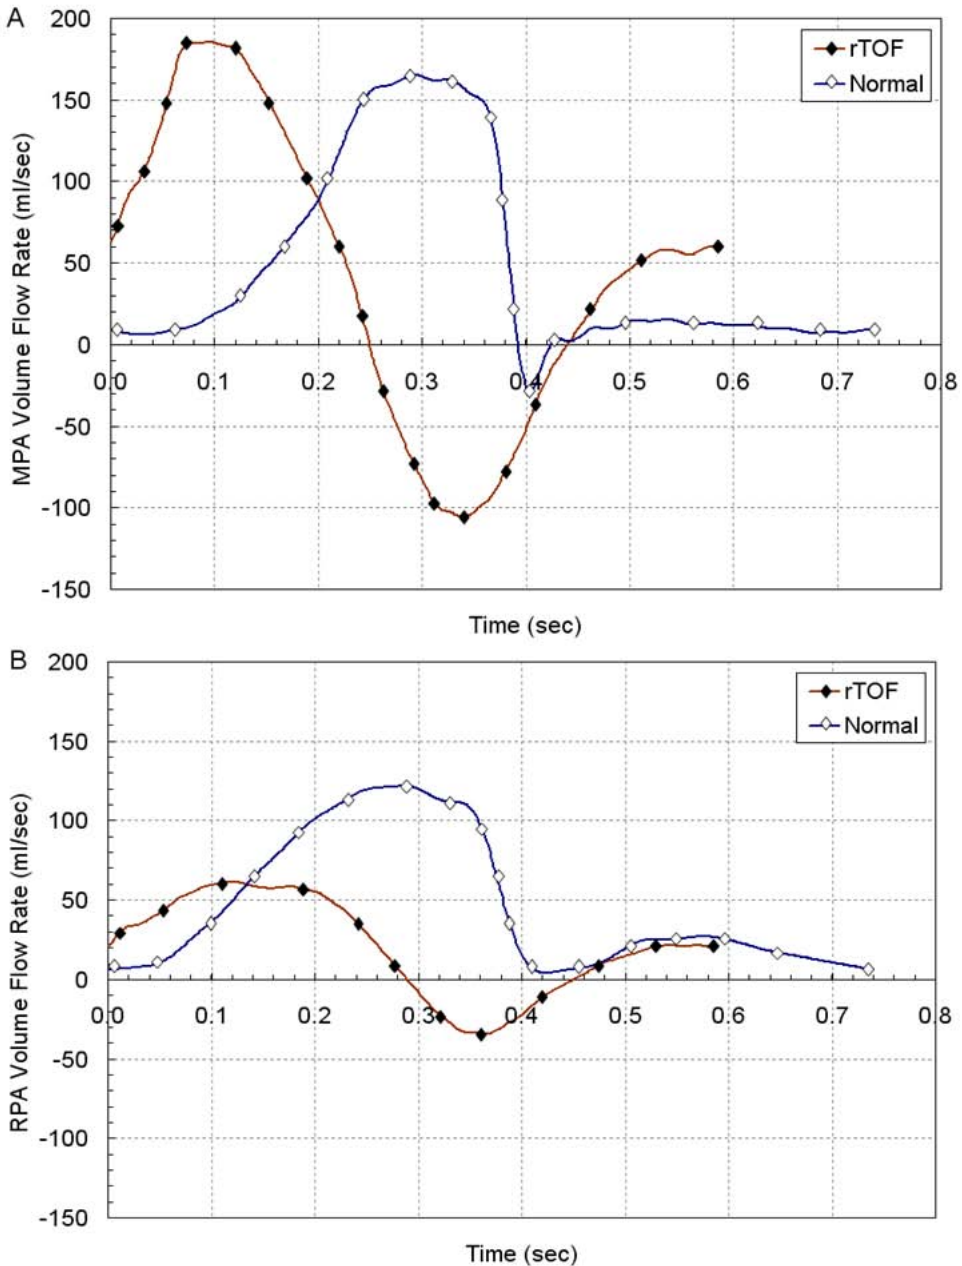 A
200
150
100
50
0
-50
-100
-150
MPA Volume Flow Rate (ml/sec)
rTOF
Normal
0.0 0.1 0.2 0.3 0.4 0.5 0.6 0.7 0.8
Time (sec)
B
200
150
100
50
0
-50
-100
-150
RPA Volume Flow Rate (ml/sec)
rTOF
Normal
0.0 0.1 0.2 0.3 0.4 0.5 0.6 0.7 0.8
Time (sec)